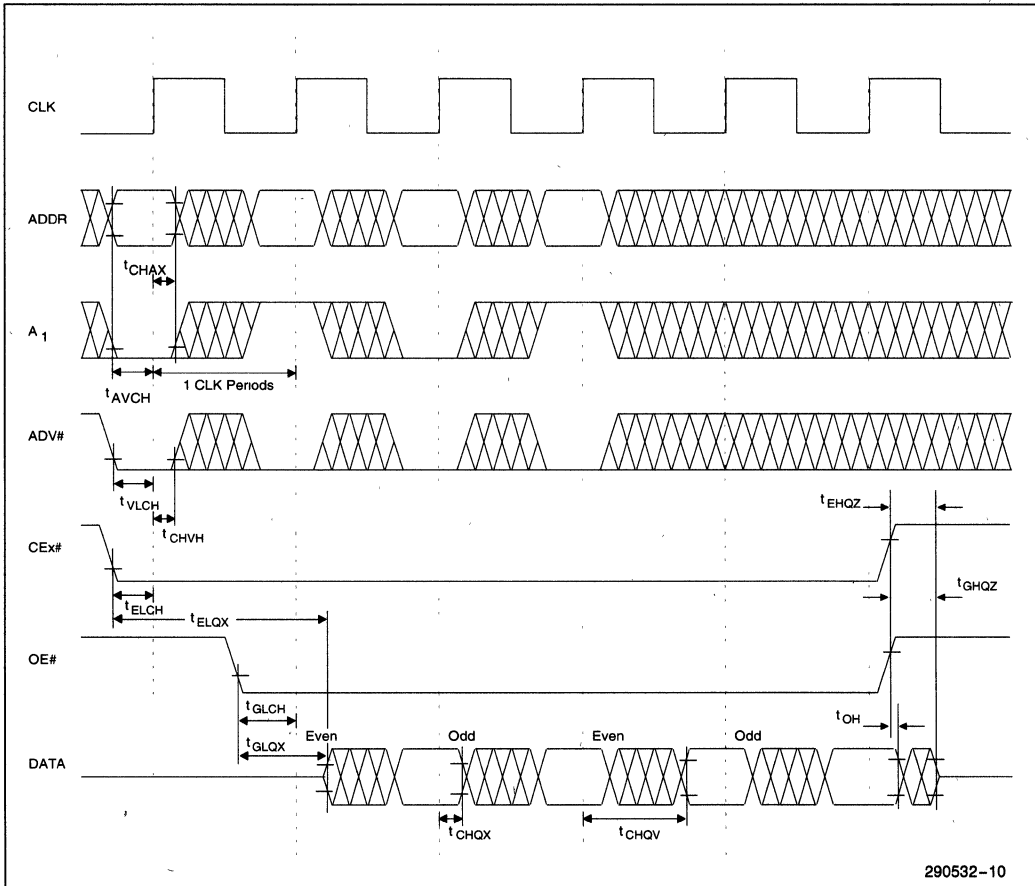 CLK
ADDR
tCHAX
A1
1 CLK Periods
tAVCH
ADV#
tVLCH
tCHVH
tEHQZ
CEx#
tGHQZ
tELCH
tELQX
OE#
tGLCH
tOH
Even Odd Even Odd
tGLQX
DATA
tCHQX
tCHQV
290532-10